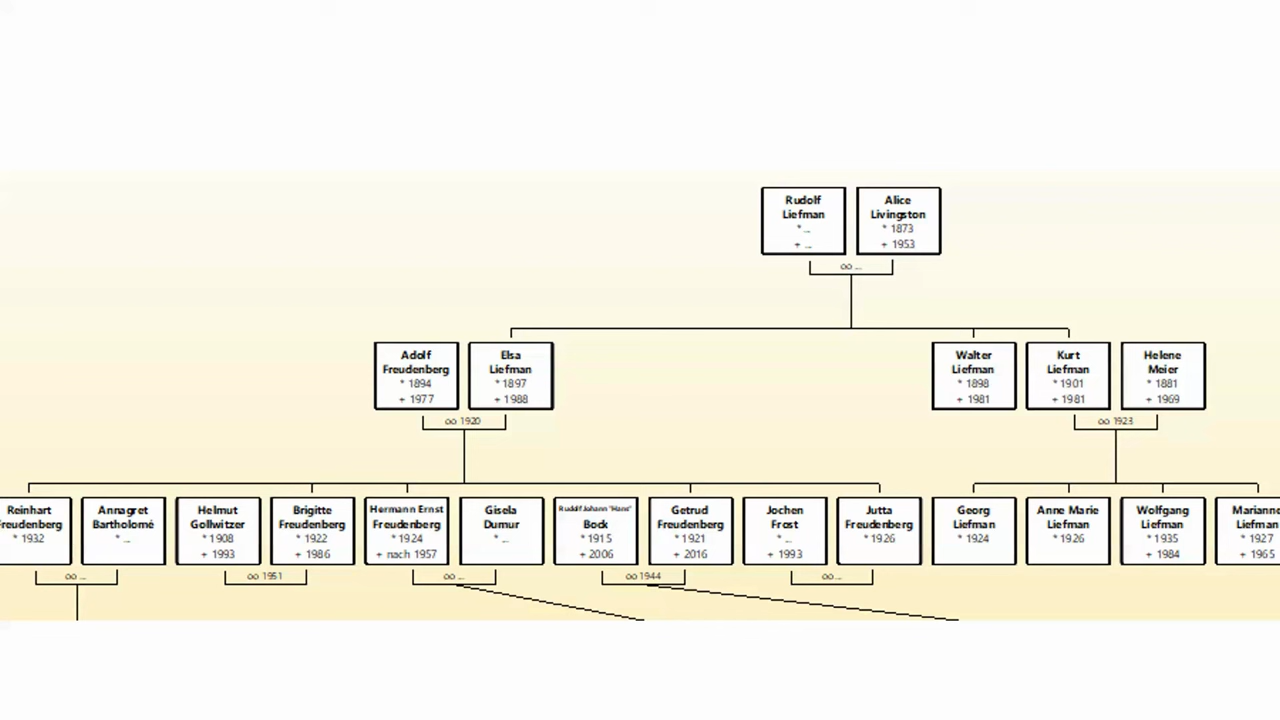 Rudolf
Liefman
* ...
+ ...
Alice
Livingston
* 1873
+ 1953
oo ...
Adolf
Freudenberg
* 1894
+ 1977
Elsa
Liefman
* 1897
+ 1988
oo 1920
Walter
Liefman
* 1898
+ 1981
Kurt
Liefman
* 1901
+ 1981
Helene
Meier
* 1881
+ 1969
oo 1923
Reinhart
Freudenberg
* 1932
Annagret
Bartholomé
* ...
oo ...
Helmut
Gollwitzer
* 1908
+ 1993
Brigitte
Freudenberg
* 1922
+ 1986
oo 1951
Hermann Ernst
Freudenberg
* 1924
+ nach 1957
Gisela
Dumur
* ...
oo ...
Rudolf Johann "Hans"
Bock
* 1915
+ 2006
Getrud
Freudenberg
* 1921
+ 2016
oo 1944
Jochen
Frost
* ...
+ 1993
Jutta
Freudenberg
* 1926
oo ...
Georg
Liefman
* 1924
Anne Marie
Liefman
* 1926
Wolfgang
Liefman
* 1935
+ 1984
Marianne
Liefman
* 1927
+ 1965